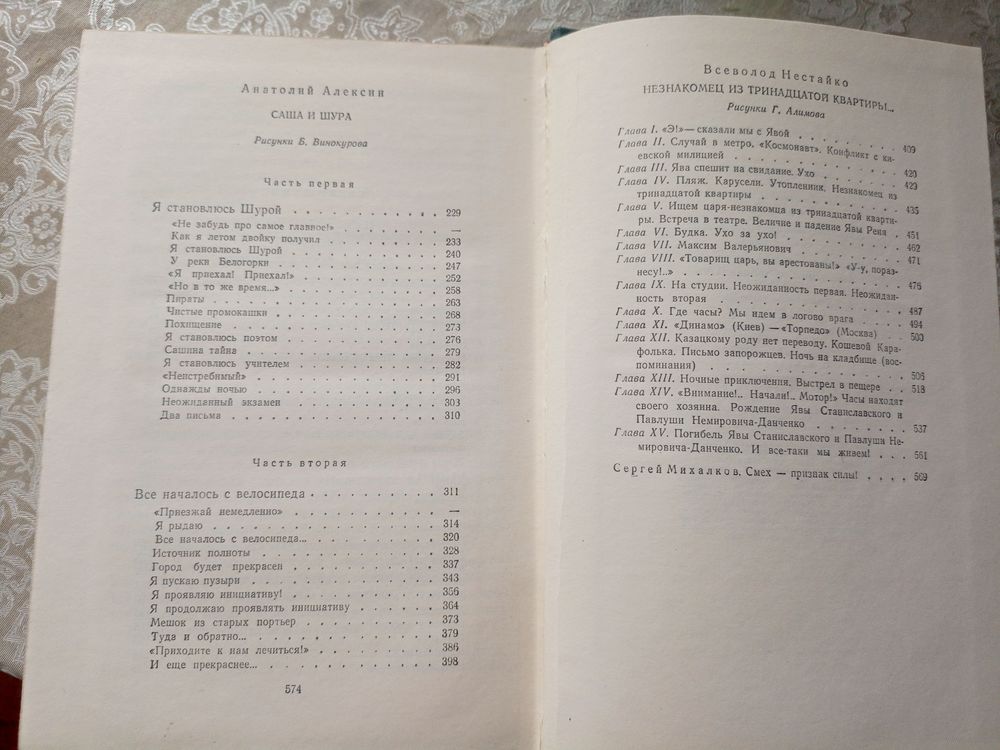 Анатолий Алексин
САША И ШУРА
Рисунки Б. Винокурова
Часть первая
Я становлюсь Шурой . . . . . . . . . . 229
«Не забудь про самое главное!» . . . . . . —
Как я летом двойку получил . . . . . . 233
Я становлюсь Шурой . . . . . . . . 240
У реки Белогорки . . . . . . . . . 247
«Я приехал! Приехал!» . . . . . . . . 252
«Но в то же время...» . . . . . . . . 258
Пираты . . . . . . . . . . . 263
Чистые промокашки . . . . . . . . 268
Похищение . . . . . . . . . . 273
Я становлюсь поэтом . . . . . . . . 276
Сашина тайна . . . . . . . . . . 279
Я становлюсь учителем . . . . . . . . 282
«Неистребимый» . . . . . . . . . . 291
Однажды ночью . . . . . . . . . . 296
Неожиданный экзамен . . . . . . . . 303
Два письма . . . . . . . . . . . 310
Часть вторая
Все началось с велосипеда . . . . . . . . . 311
«Приезжай немедленно» . . . . . . . . —
Я рыдаю . . . . . . . . . . . 314
Все началось с велосипеда... . . . . . . . 320
Источник полноты . . . . . . . . . 328
Город будет прекрасен . . . . . . . . 337
Я пускаю пузыри . . . . . . . . . . 343
Я проявляю инициативу! . . . . . . . . 356
Я продолжаю проявлять инициативу . . . . . 364
Мешок из старых портьер . . . . . . . . 373
Туда и обратно... . . . . . . . . . . 379
«Приходите к нам лечиться!» . . . . . . . 386
И еще прекраснее... . . . . . . . . . 398
574
Всеволод Нестайко
НЕЗНАКОМЕЦ ИЗ ТРИНАДЦАТОЙ КВАРТИРЫ...
Рисунки Г. Алимова
Глава I. «Э!»— сказали мы с Явой . . . . . . . 409
Глава II. Случай в метро. «Космонавт». Конфликт с ки-
евской милицией . . . . . . . . . . 420
Глава III. Ява спешит на свидание. Ухо . . . . . . 429
Глава IV. Пляж. Карусели. Утопленник. Незнакомец из
тринадцатой квартиры . . . . . . . . . 435
Глава V. Ищем царя-незнакомца из тринадцатой кварти-
ры. Встреча в театре. Величие и падение Явы Реня . 451
Глава VI. Будка. Ухо за ухо! . . . . . . . . 462
Глава VII. Максим Валерьянович . . . . . . . 471
Глава VIII. «Товарищ царь, вы арестованы!» «У-у, пораз-
несу!..» . . . . . . . . . . . . 476
Глава IX. На студии. Неожиданность первая. Неожидан-
ность вторая . . . . . . . . . . . 487
Глава X. Где часы? Мы идем в логово врага . . . . 494
Глава XI. «Динамо» (Киев) — «Торпедо» (Москва) . . 500
Глава XII. Казацкому роду нет переводу. Кошевой Кара-
фолька. Письмо запорожцев. Ночь на кладбище (вос-
поминания) . . . . . . . . . . . 506
Глава XIII. Ночные приключения. Выстрел в пещере . . 518
Глава XIV. «Внимание!.. Начали!.. Мотор!» Часы находят
своего хозяина. Рождение Явы Станиславского и
Павлуши Немировича-Данченко . . . . . . . 537
Глава XV. Погибель Явы Станиславского и Павлуши Не-
мировича-Данченко. И все-таки мы живем! . . . . 561
Сергей Михалков. Смех — признак силы! . . . . 569